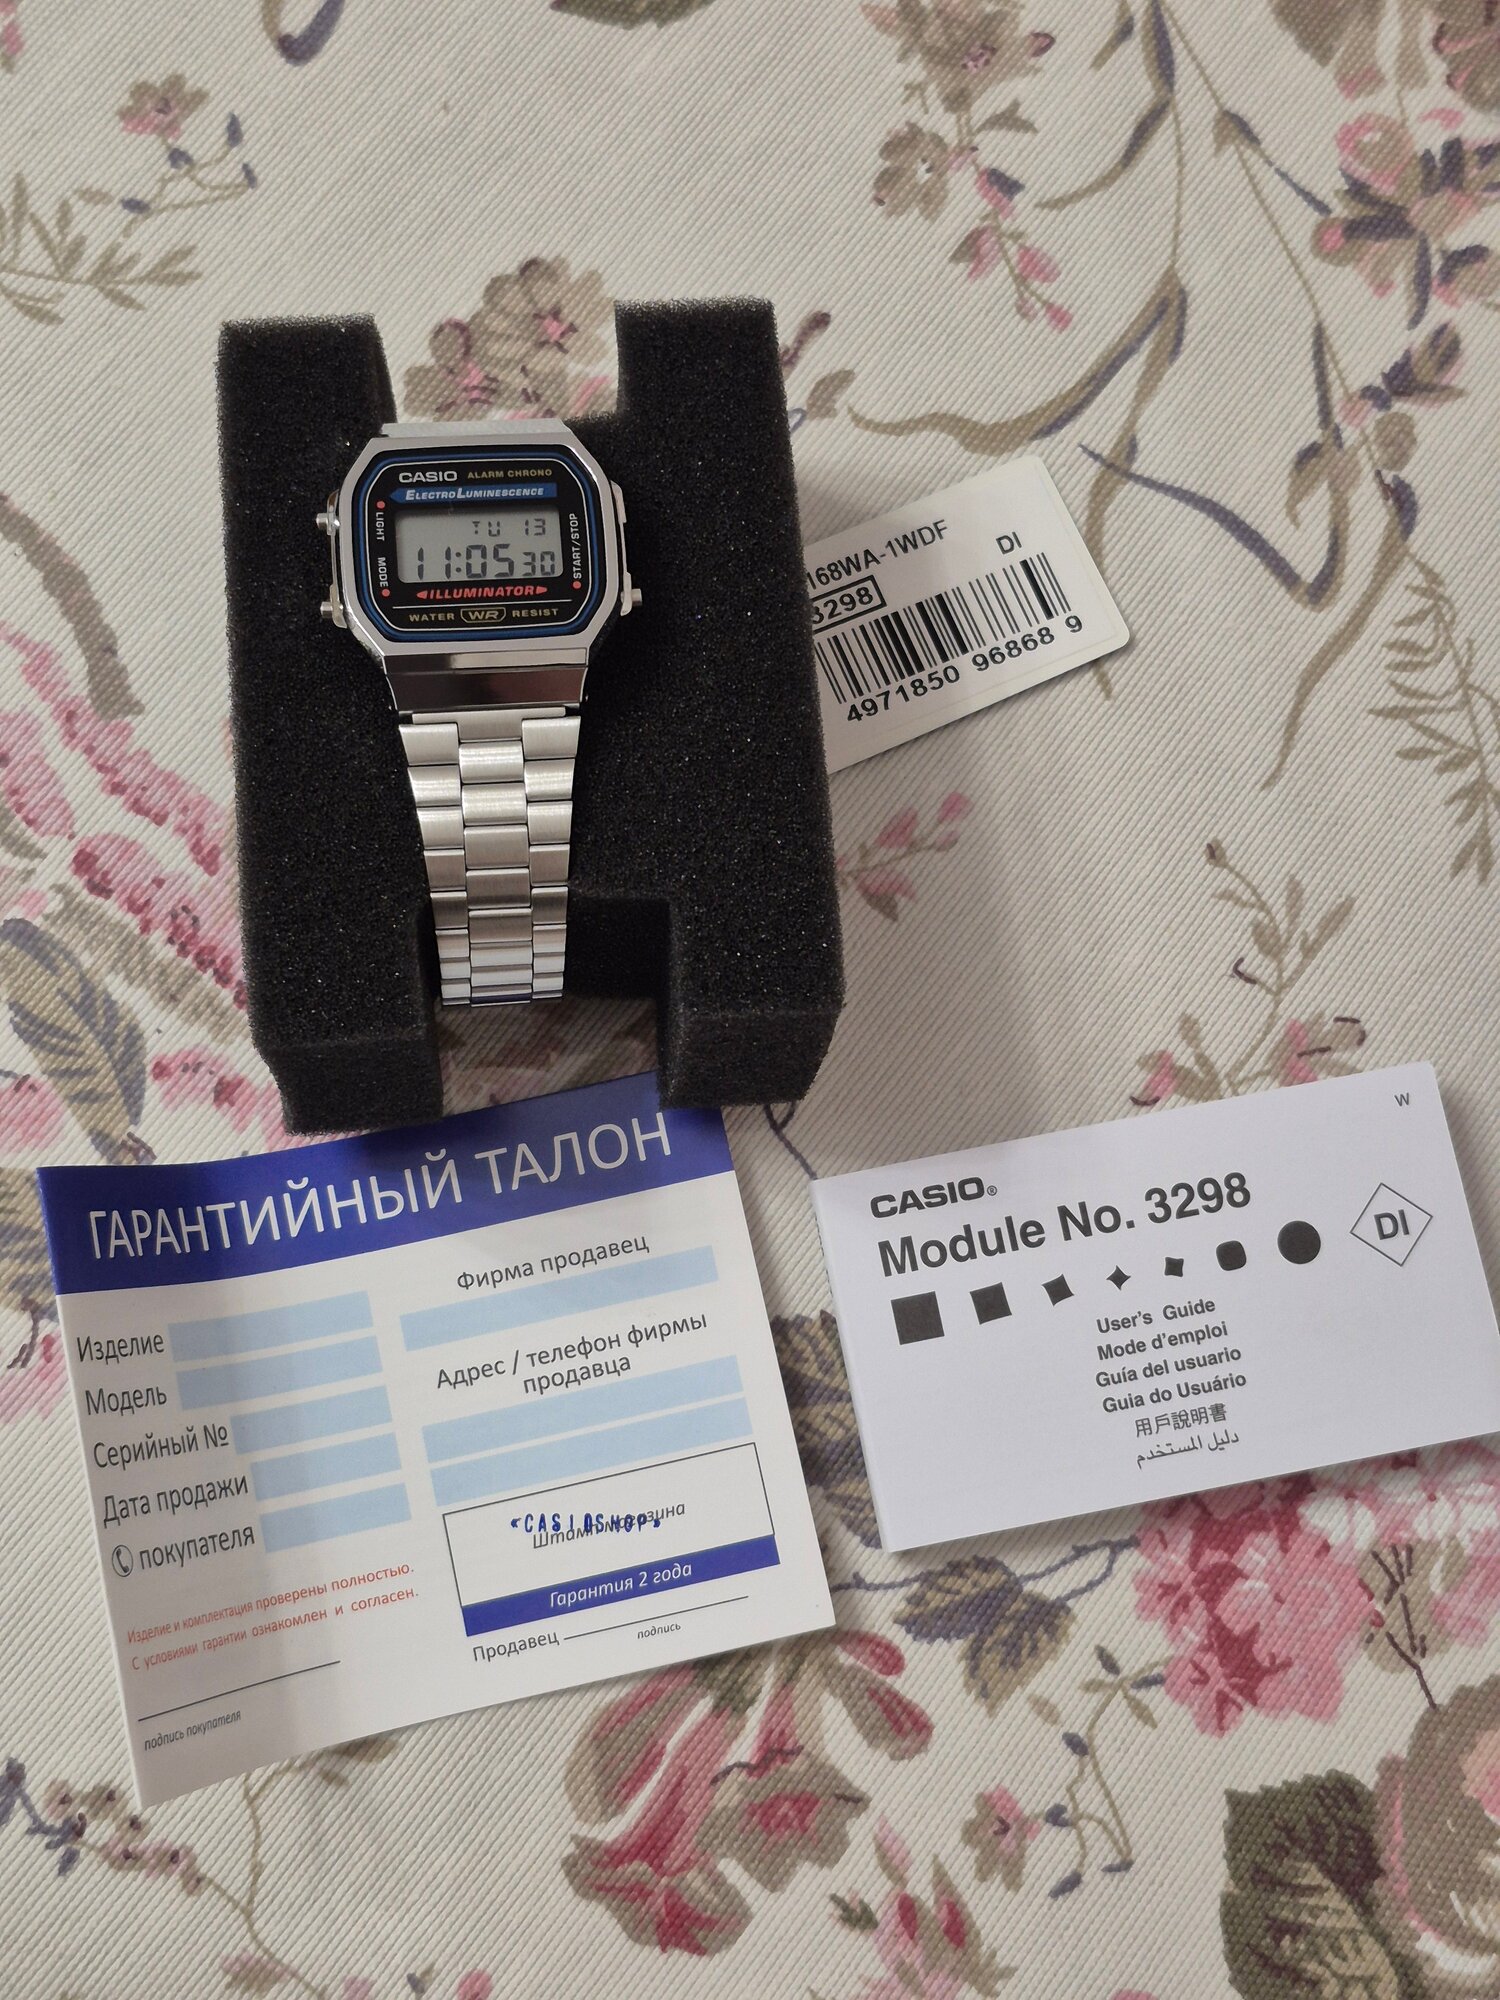 CASIO ALARM CHRONO
ELECTROLUMINESCENCE
LIGHT
MODE
START/STOP
TU 13
11:05 30
ILLUMINATOR
WATER WR RESIST
168WA-1WDF
DI
3298
4971850 96868 9
ГАРАНТИЙНЫЙ ТАЛОН
Изделие
Модель
Серийный №
Дата продажи
покупателя
Изделие и комплектация проверены полностью.
С условиями гарантии ознакомлен и согласен.
подпись покупателя
Фирма продавец
Адрес / телефон фирмы
продавца
Штамп магазина
«CASIOSHOP»
Гарантия 2 года
Продавец
подпись
W
CASIO®
Module No. 3298
DI
User's Guide
Mode d'emploi
Guía del usuario
Guia do Usuário
用戶說明書
دليل المستخدم